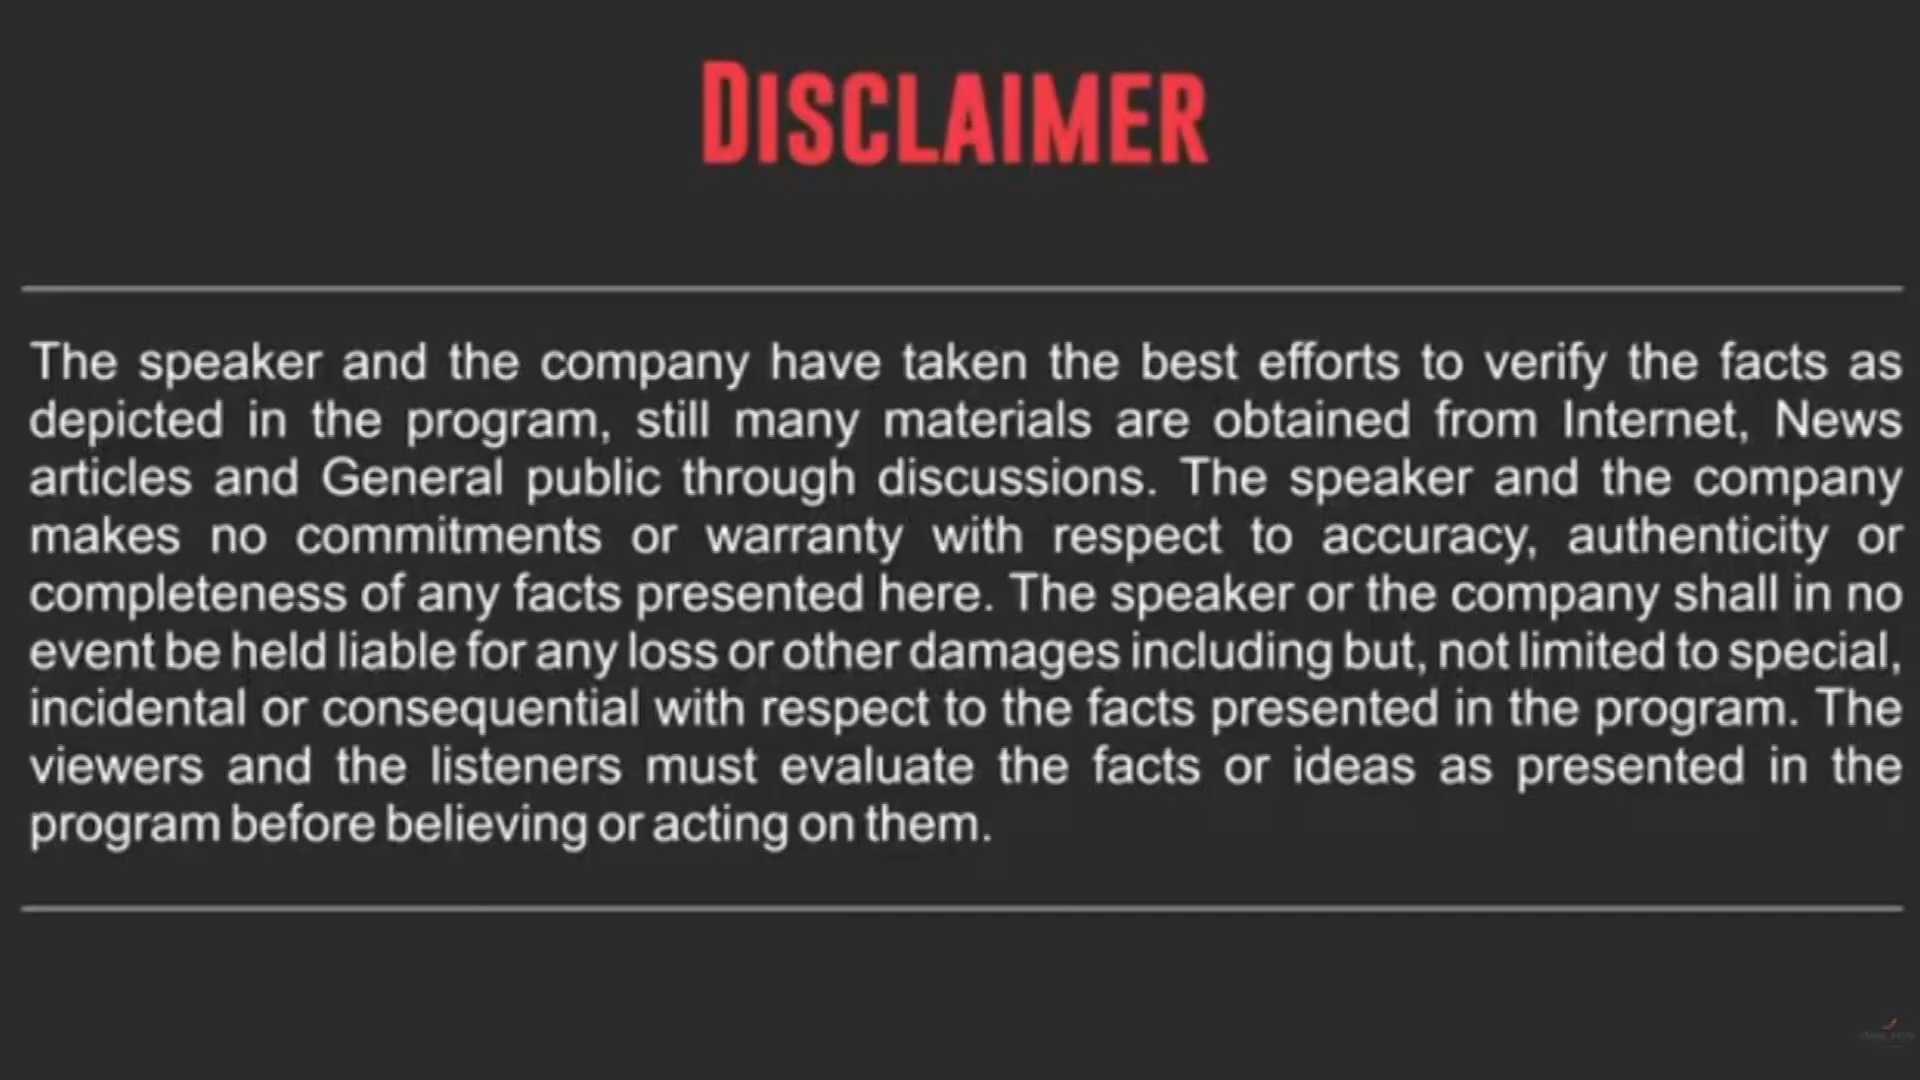 DISCLAIMER
The speaker and the company have taken the best efforts to verify the facts as
depicted in the program, still many materials are obtained from Internet, News
articles and General public through discussions. The speaker and the company
makes no commitments or warranty with respect to accuracy, authenticity or
completeness of any facts presented here. The speaker or the company shall in no
event be held liable for any loss or other damages including but, not limited to special,
incidental or consequential with respect to the facts presented in the program. The
viewers and the listeners must evaluate the facts or ideas as presented in the
program before believing or acting on them.